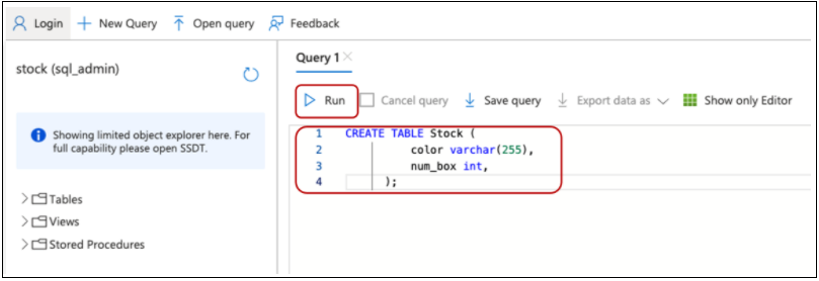 Login New Query Open query Feedback
stock (sql_admin)
Showing limited object explorer here. For
full capability please open SSDT.
Tables
Views
Stored Procedures
Query 1
Run Cancel query Save query Export data as Show only Editor
1 CREATE TABLE Stock (
2 color varchar(255),
3 num_box int,
4 );